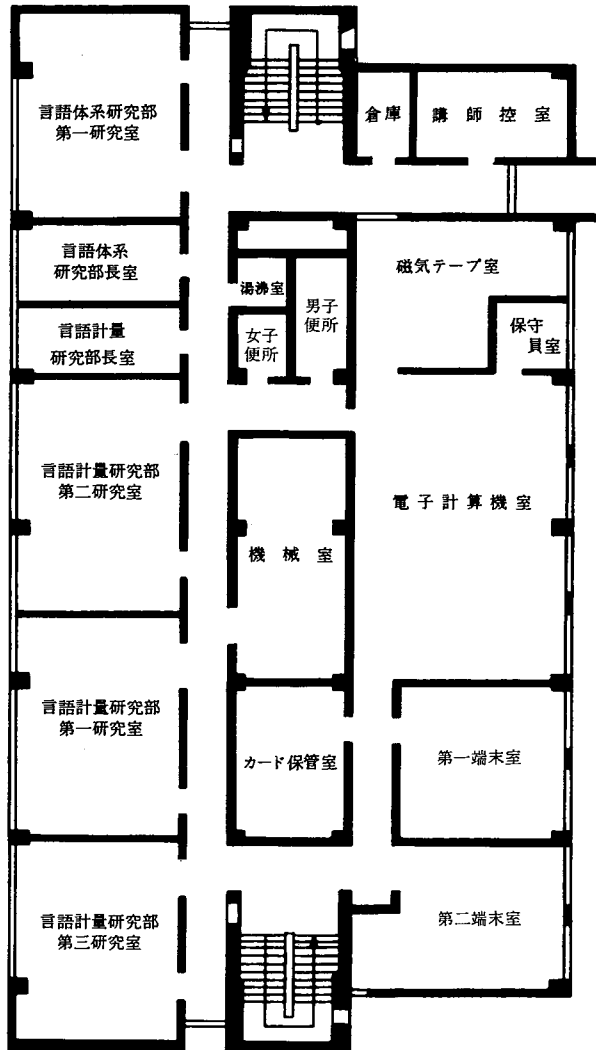 言語体系研究部
第一研究室
倉庫
講師控室
言語体系
研究部長室
磁気テープ室
湯沸室
男子
便所
保守
員室
言語計量
研究部長室
女子
便所
言語計量研究部
第二研究室
電子計算機室
機械室
言語計量研究部
第一研究室
カード保管室
第一端末室
言語計量研究部
第三研究室
第二端末室